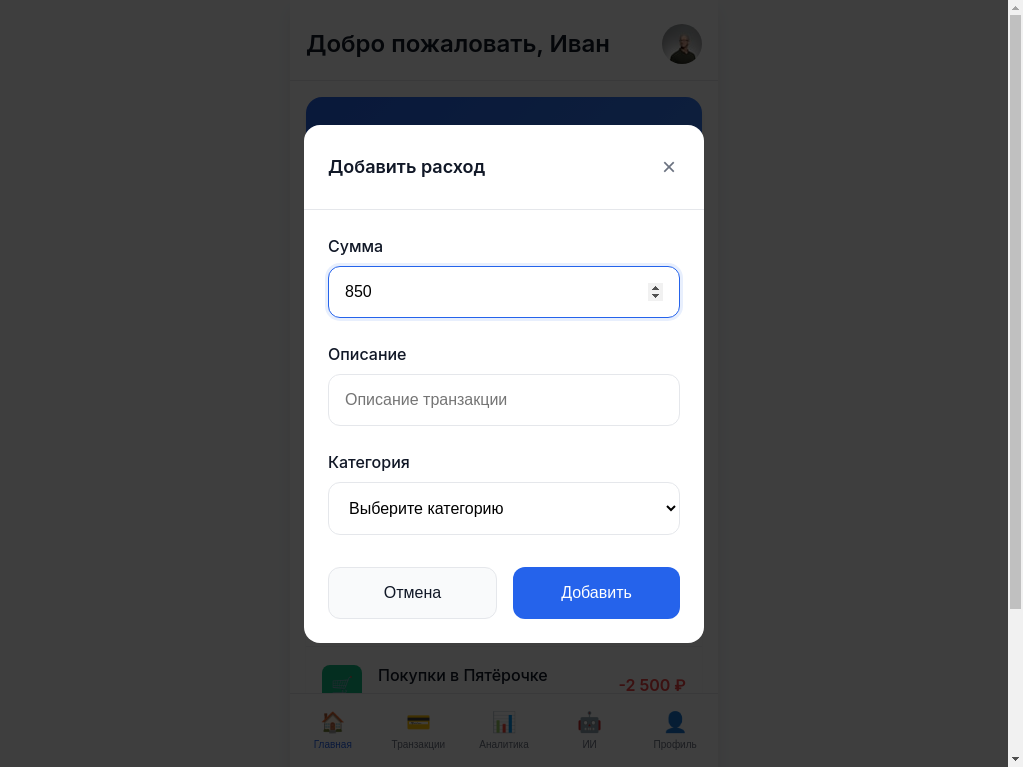 Добро пожаловать, Иван
Добавить расход
×
Сумма
850
Описание
Описание транзакции
Категория
Выберите категорию
Отмена
Добавить
Покупки в Пятёрочке
-2 500 ₽
Главная
Транзакции
Аналитика
ИИ
Профиль